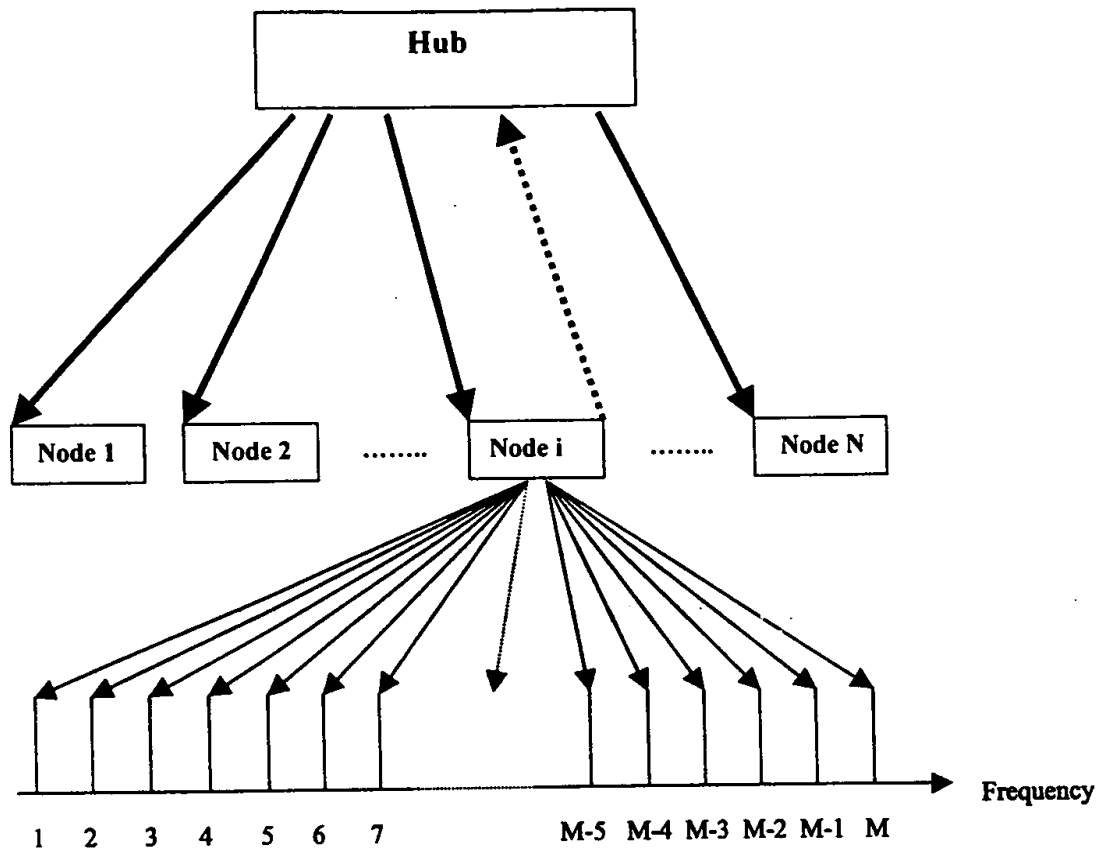 Hub
Node 1 Node 2 ........ Node i ........ Node N
Frequency
1 2 3 4 5 6 7 M-5 M-4 M-3 M-2 M-1 M